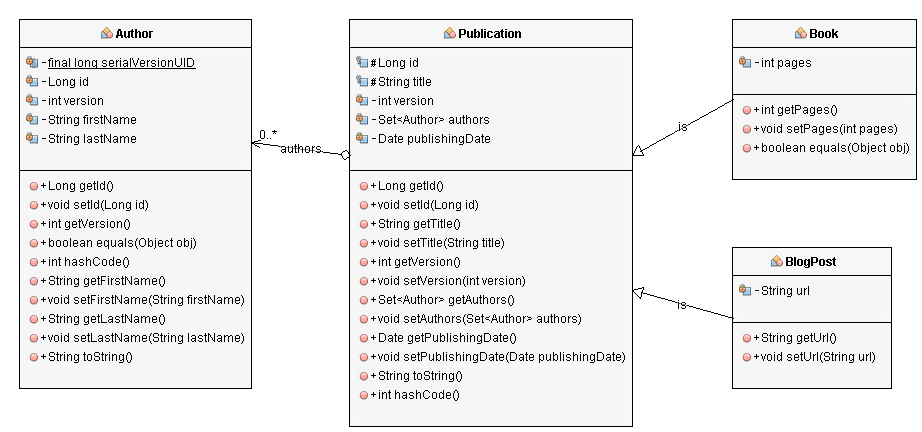 Author
-final long serialVersionUID
-Long id
-int version
-String firstName
-String lastName
+Long getId()
+void setId(Long id)
+int getVersion()
+boolean equals(Object obj)
+int hashCode()
+String getFirstName()
+void setFirstName(String firstName)
+String getLastName()
+void setLastName(String lastName)
+String toString()
0..*
authors
Publication
#Long id
#String title
-int version
-Set<Author> authors
-Date publishingDate
+Long getId()
+void setId(Long id)
+String getTitle()
+void setTitle(String title)
+int getVersion()
+void setVersion(int version)
+Set<Author> getAuthors()
+void setAuthors(Set<Author> authors)
+Date getPublishingDate()
+void setPublishingDate(Date publishingDate)
+String toString()
+int hashCode()
is
is
Book
-int pages
+int getPages()
+void setPages(int pages)
+boolean equals(Object obj)
BlogPost
-String url
+String getUrl()
+void setUrl(String url)